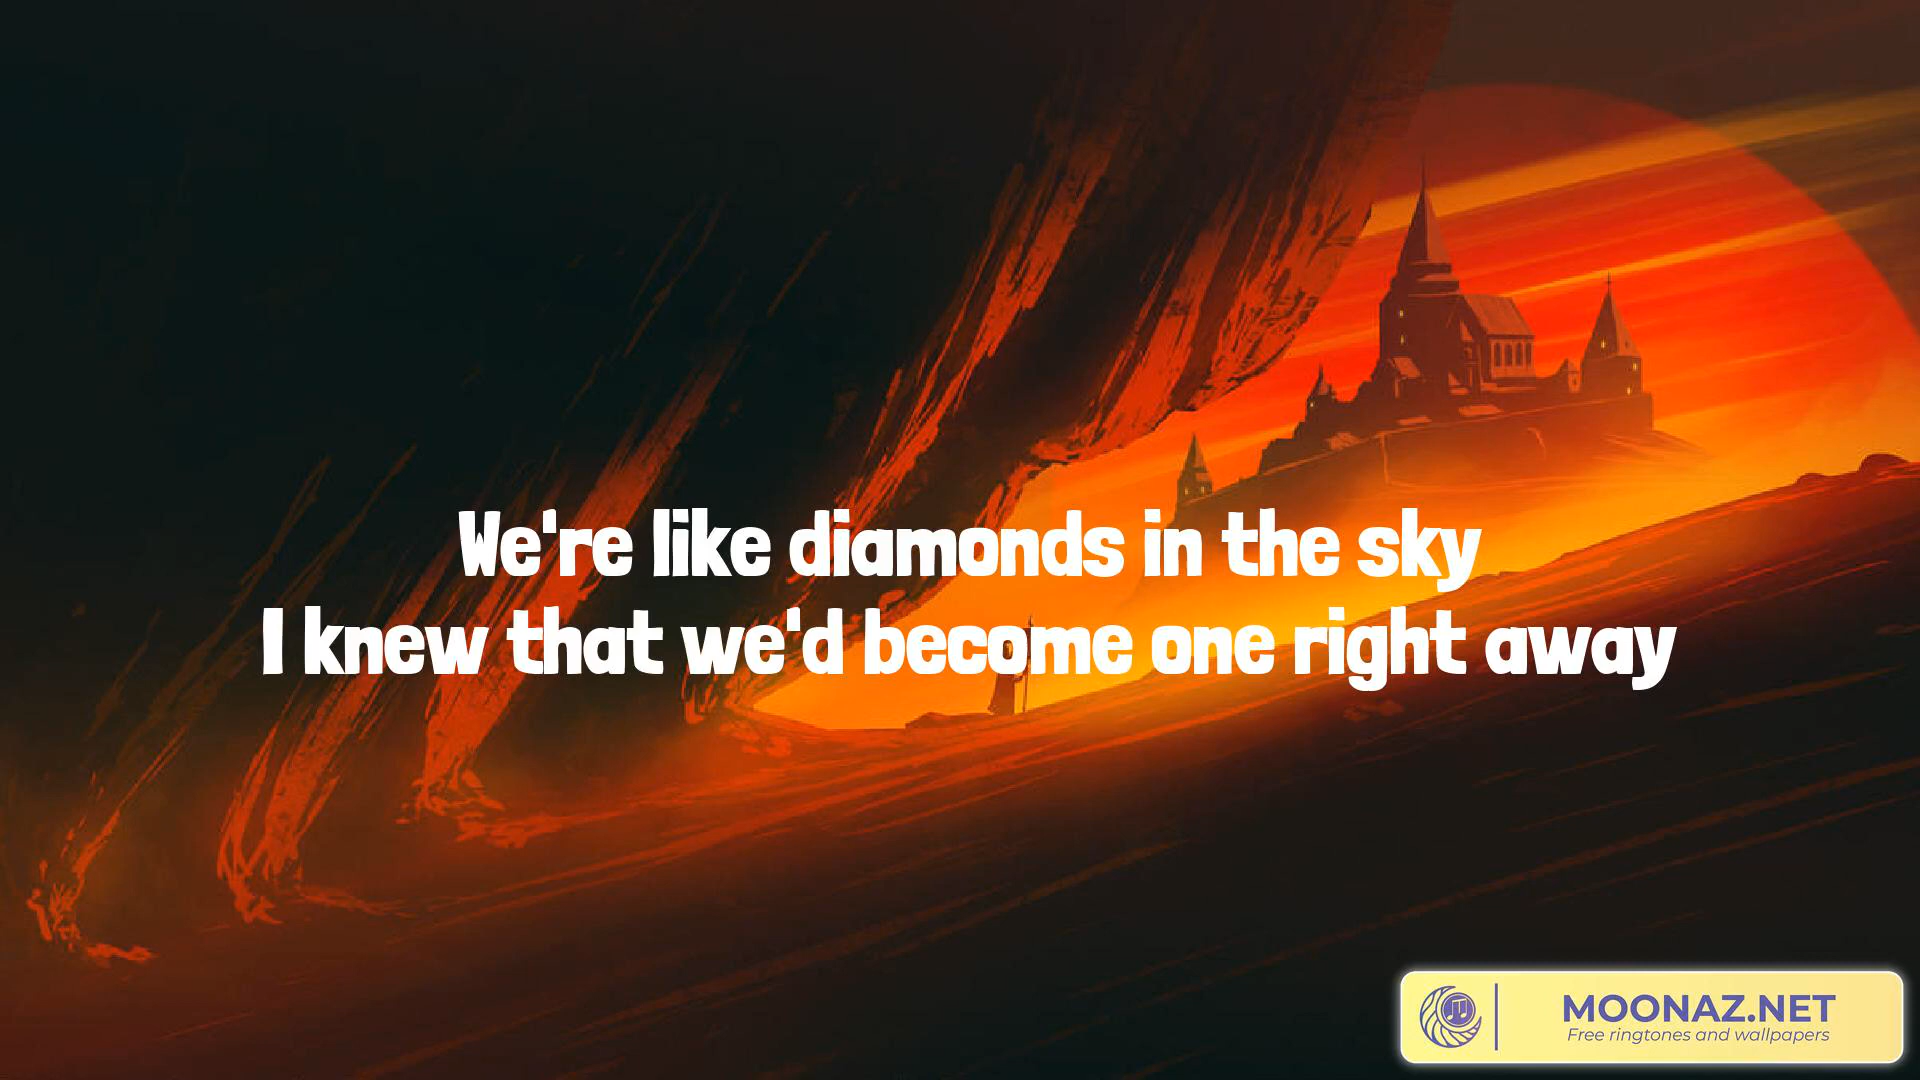 We're like diamonds in the sky
I knew that we'd become one right away
MOONAZ.NET
Free ringtones and wallpapers